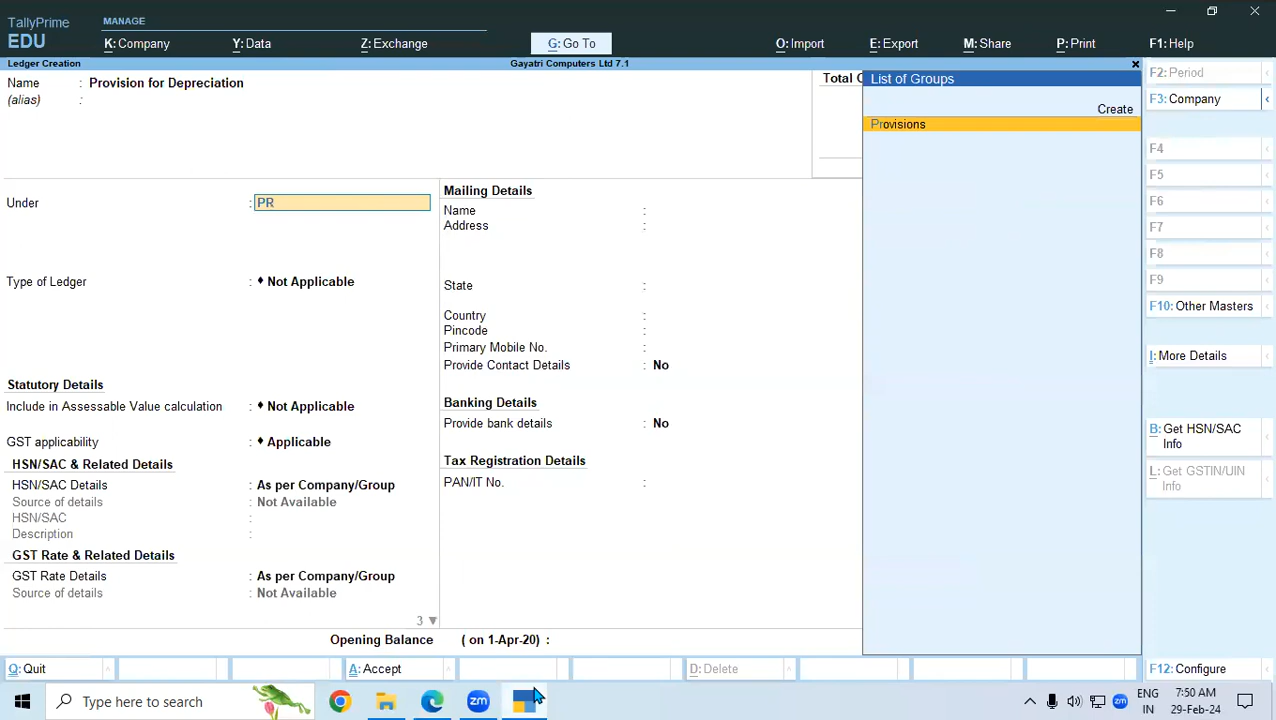 TallyPrime
EDU
MANAGE
K: Company
Y: Data
Z: Exchange
G: Go To
O: Import
E: Export
M: Share
P: Print
F1: Help
Ledger Creation
Gayatri Computers Ltd 7.1
Name : Provision for Depreciation
(alias) :
Total
Under : PR
Type of Ledger : ♦ Not Applicable
Statutory Details
Include in Assessable Value calculation : ♦ Not Applicable
GST applicability : ♦ Applicable
HSN/SAC & Related Details
HSN/SAC Details : As per Company/Group
Source of details : Not Available
HSN/SAC :
Description :
GST Rate & Related Details
GST Rate Details : As per Company/Group
Source of details : Not Available
3 ▼
Mailing Details
Name :
Address :
State :
Country :
Pincode :
Primary Mobile No. :
Provide Contact Details : No
Banking Details
Provide bank details : No
Tax Registration Details
PAN/IT No. :
Opening Balance ( on 1-Apr-20) :
List of Groups
Create
Provisions
F2: Period
F3: Company
F4
F5
F6
F7
F8
F9
F10: Other Masters
I: More Details
B: Get HSN/SAC
Info
L: Get GSTIN/UIN
Info
Q: Quit
A: Accept
D: Delete
F12: Configure
Type here to search
zm
zm
ENG
IN
7:30 AM
29-Feb-24